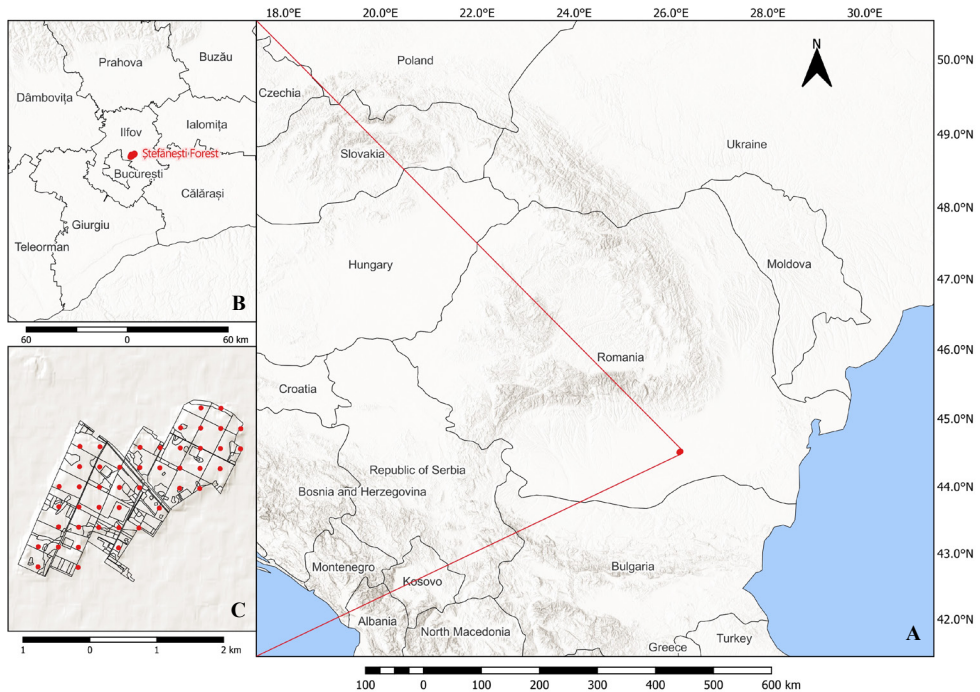 18.0°E 20.0°E 22.0°E 24.0°E 26.0°E 28.0°E 30.0°E
Prahova
Buzău
Dâmbovița
Ilfov
Ialomița
Ștefănești Forest
București
Călărași
Giurgiu
Teleorman
B
60 0 60 km
C
1 0 1 2 km
N
Poland
Czechia
Ukraine
Slovakia
Moldova
Hungary
Romania
Croatia
Republic of Serbia
Bosnia and Herzegovina
Montenegro
Kosovo
Bulgaria
Albania
North Macedonia
Greece
Turkey
A
50.0°N
49.0°N
48.0°N
47.0°N
46.0°N
45.0°N
44.0°N
43.0°N
42.0°N
100 0 100 200 300 400 500 600 km